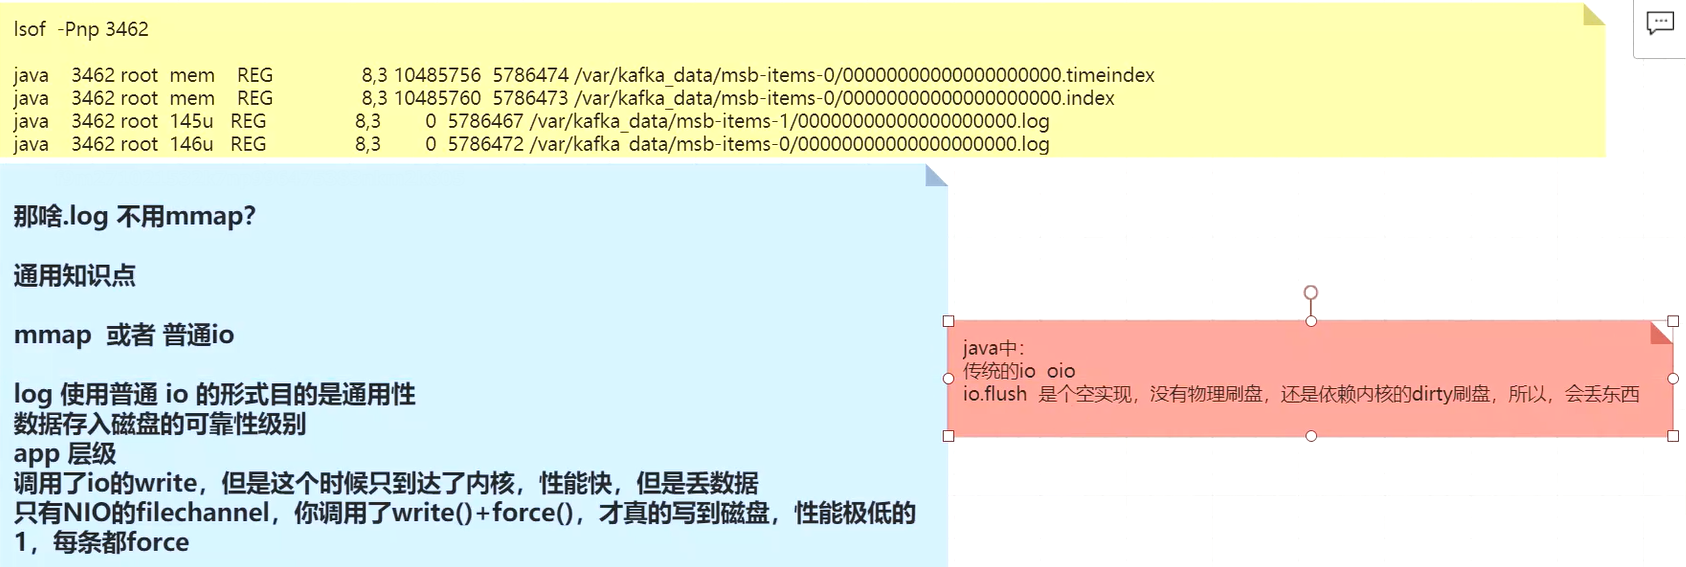 lsof -Pnp 3462
java 3462 root mem REG 8,3 10485756 5786474 /var/kafka_data/msb-items-0/00000000000000000000.timeindex
java 3462 root mem REG 8,3 10485760 5786473 /var/kafka_data/msb-items-0/00000000000000000000.index
java 3462 root 145u REG 8,3 0 5786467 /var/kafka_data/msb-items-1/00000000000000000000.log
java 3462 root 146u REG 8,3 0 5786472 /var/kafka_data/msb-items-0/00000000000000000000.log
那啥.log 不用mmap?
通用知识点
mmap 或者 普通io
java中：
传统的io oio
io.flush 是个空实现，没有物理刷盘，还是依赖内核的dirty刷盘，所以，会丢东西
log 使用普通 io 的形式目的是通用性
数据存入磁盘的可靠性级别
app 层级
调用了io的write，但是这个时候只到达了内核，性能快，但是丢数据
只有NIO的filechannel，你调用了write()+force()，才真的写到磁盘，性能极低的
1，每条都force